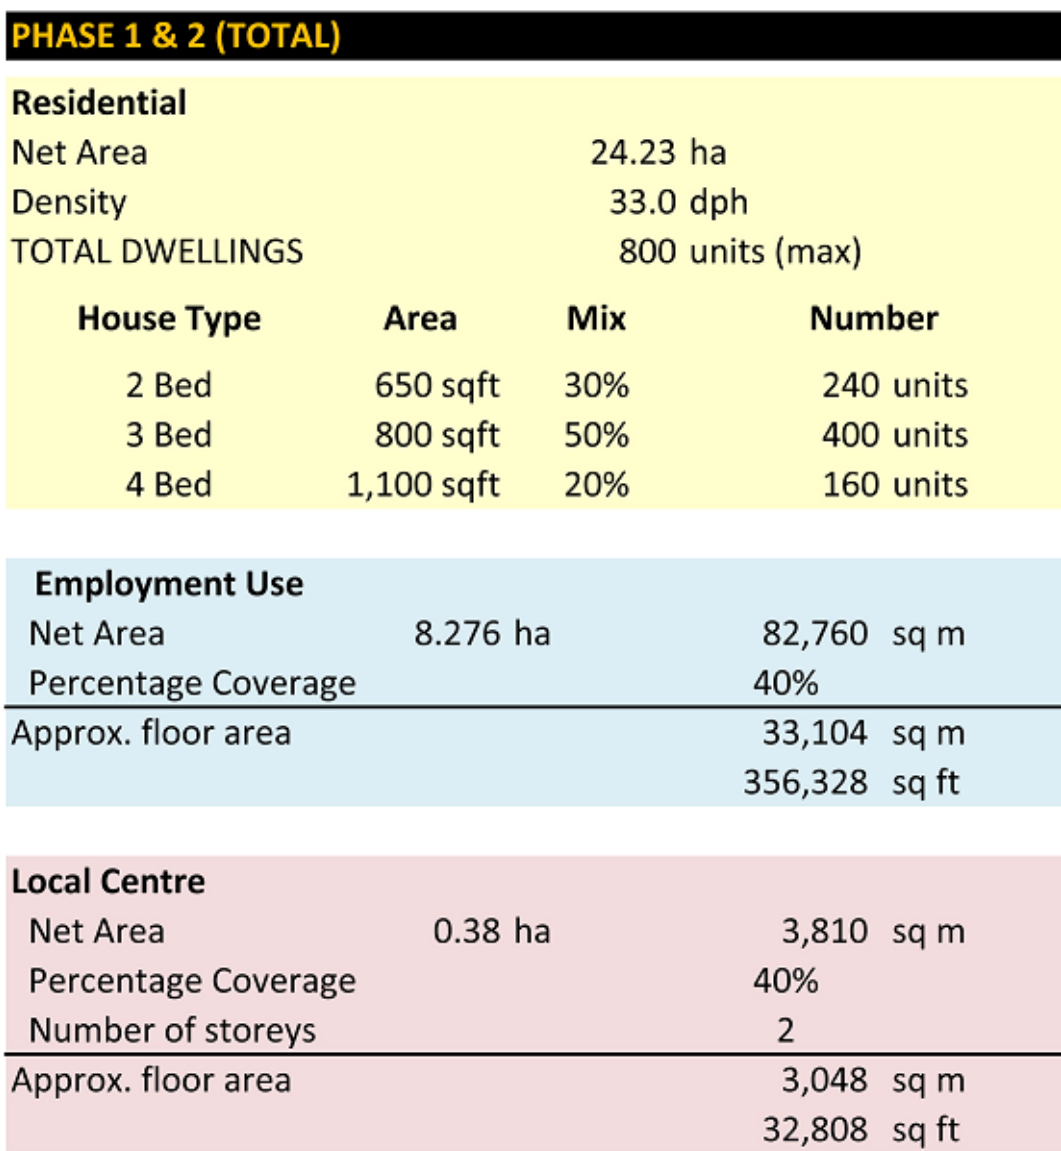 PHASE 1 & 2 (TOTAL)
Residential
Net Area 24.23 ha
Density 33.0 dph
TOTAL DWELLINGS 800 units (max)
House Type Area Mix Number
2 Bed 650 sqft 30% 240 units
3 Bed 800 sqft 50% 400 units
4 Bed 1,100 sqft 20% 160 units
Employment Use
Net Area 8.276 ha 82,760 sq m
Percentage Coverage 40%
Approx. floor area 33,104 sq m
356,328 sq ft
Local Centre
Net Area 0.38 ha 3,810 sq m
Percentage Coverage 40%
Number of storeys 2
Approx. floor area 3,048 sq m
32,808 sq ft